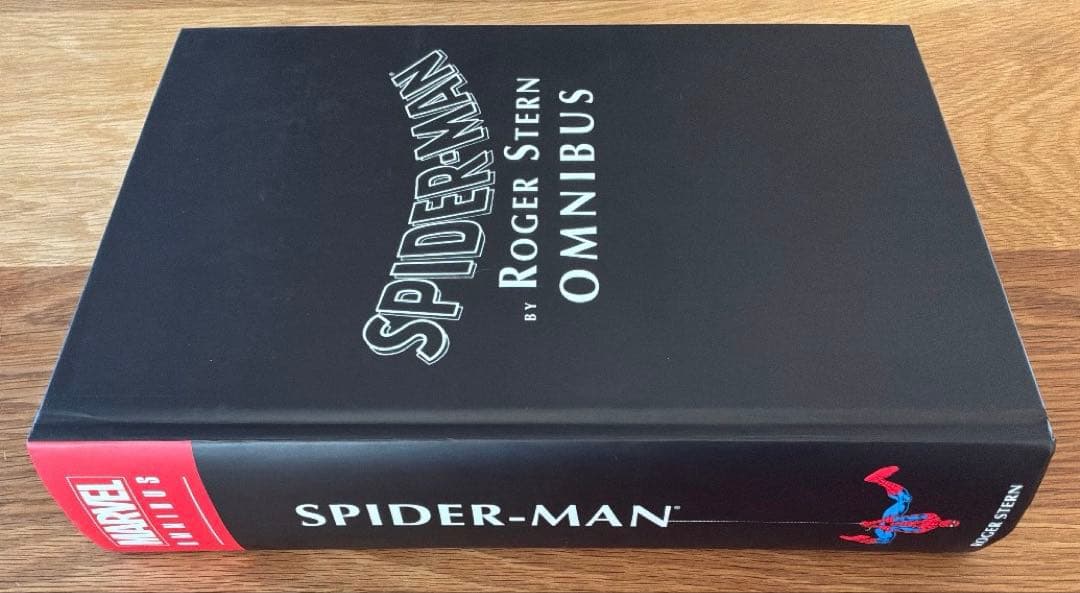 SPIDER-MAN
BY ROGER STERN
OMNIBUS
MARVEL
OMNIBUS
SPIDER-MAN®
ROGER STERN